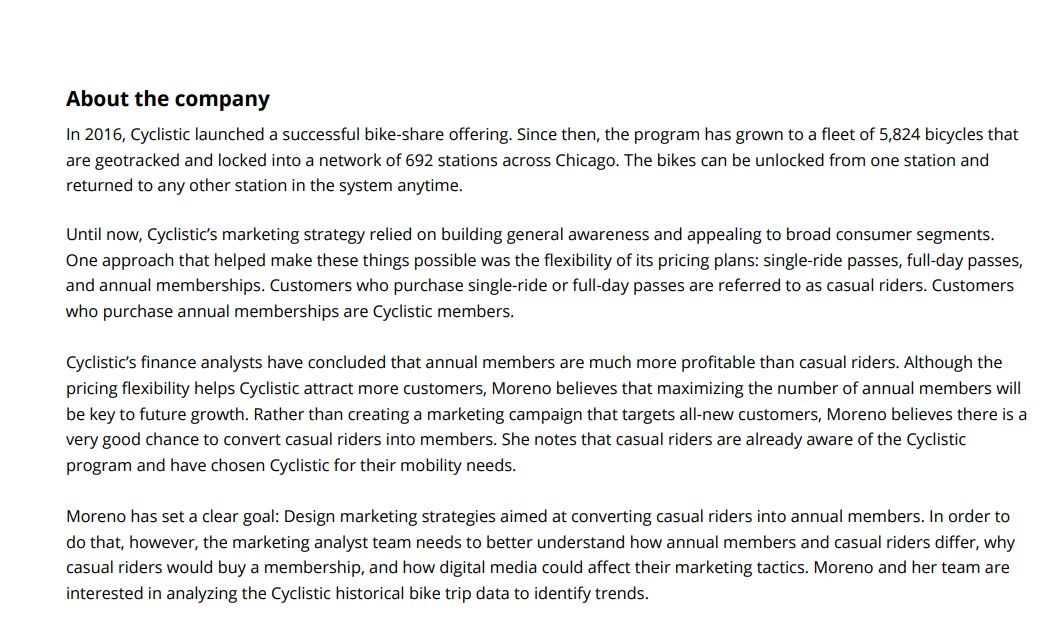 About the company
In 2016, Cyclistic launched a successful bike-share offering. Since then, the program has grown to a fleet of 5,824 bicycles that
are geotracked and locked into a network of 692 stations across Chicago. The bikes can be unlocked from one station and
returned to any other station in the system anytime.
Until now, Cyclistic’s marketing strategy relied on building general awareness and appealing to broad consumer segments.
One approach that helped make these things possible was the flexibility of its pricing plans: single-ride passes, full-day passes,
and annual memberships. Customers who purchase single-ride or full-day passes are referred to as casual riders. Customers
who purchase annual memberships are Cyclistic members.
Cyclistic’s finance analysts have concluded that annual members are much more profitable than casual riders. Although the
pricing flexibility helps Cyclistic attract more customers, Moreno believes that maximizing the number of annual members will
be key to future growth. Rather than creating a marketing campaign that targets all-new customers, Moreno believes there is a
very good chance to convert casual riders into members. She notes that casual riders are already aware of the Cyclistic
program and have chosen Cyclistic for their mobility needs.
Moreno has set a clear goal: Design marketing strategies aimed at converting casual riders into annual members. In order to
do that, however, the marketing analyst team needs to better understand how annual members and casual riders differ, why
casual riders would buy a membership, and how digital media could affect their marketing tactics. Moreno and her team are
interested in analyzing the Cyclistic historical bike trip data to identify trends.